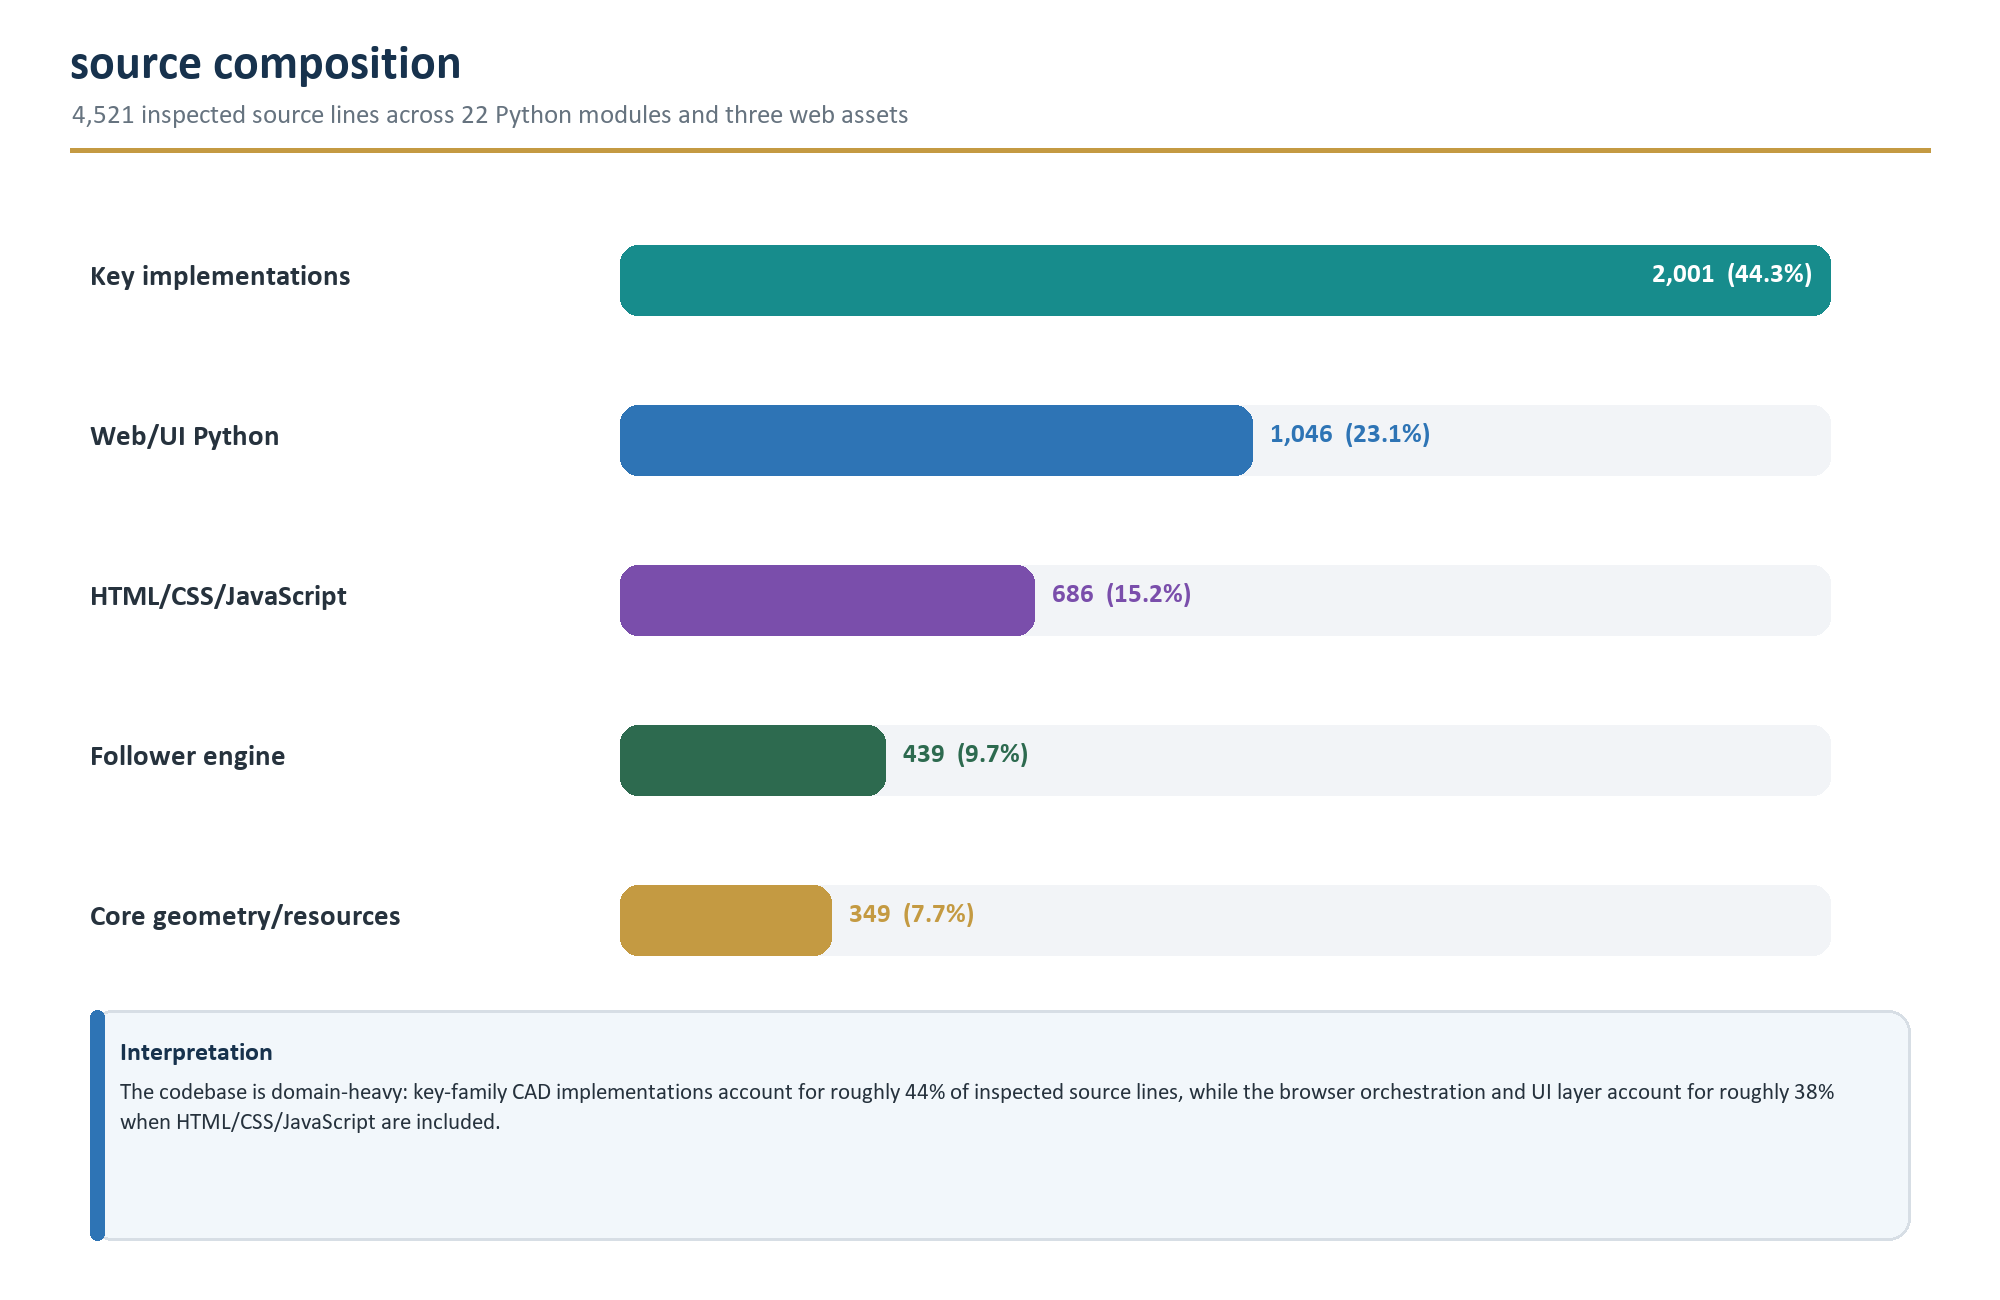 source composition
4,521 inspected source lines across 22 Python modules and three web assets
Key implementations
2,001 (44.3%)
Web/UI Python
1,046 (23.1%)
HTML/CSS/JavaScript
686 (15.2%)
Follower engine
439 (9.7%)
Core geometry/resources
349 (7.7%)
Interpretation
The codebase is domain-heavy: key-family CAD implementations account for roughly 44% of inspected source lines, while the browser orchestration and UI layer account for roughly 38%
when HTML/CSS/JavaScript are included.